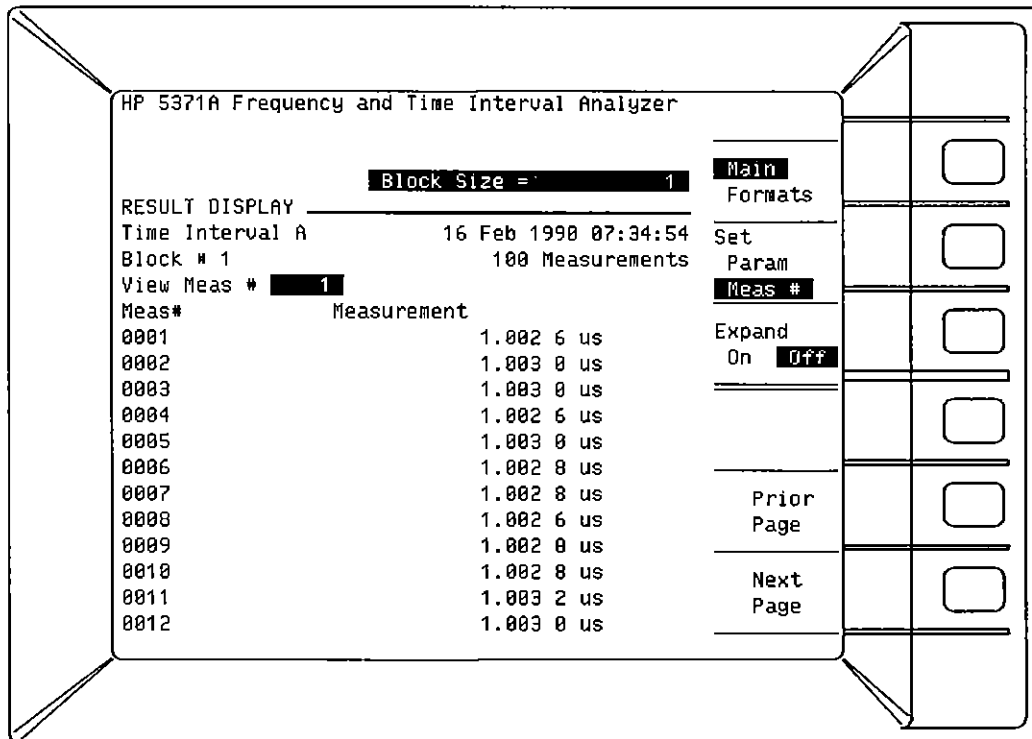 HP 5371A Frequency and Time Interval Analyzer
Block Size = 1
RESULT DISPLAY
Time Interval A 16 Feb 1990 07:34:54
Block # 1 100 Measurements
View Meas # 1
Meas# Measurement
0001 1.002 6 us
0002 1.003 0 us
0003 1.003 0 us
0004 1.002 6 us
0005 1.003 0 us
0006 1.002 8 us
0007 1.002 8 us
0008 1.002 6 us
0009 1.002 8 us
0010 1.002 8 us
0011 1.003 2 us
0012 1.003 0 us
Main
Formats
Set
Param
Meas #
Expand
On Off
Prior
Page
Next
Page